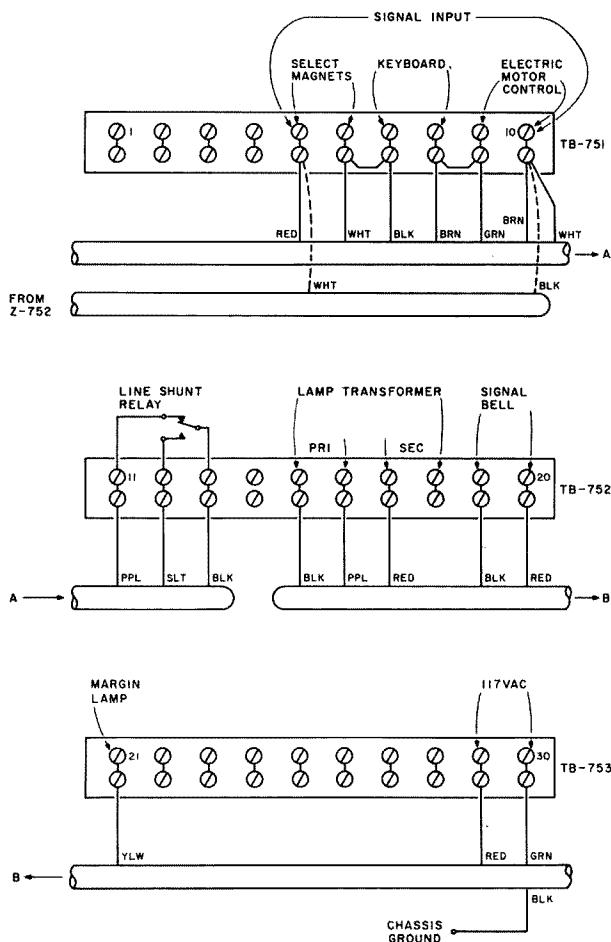 SIGNAL INPUT
SELECT
MAGNETS
KEYBOARD
ELECTRIC
MOTOR
CONTROL
1
10
TB-751
RED
WHT
BLK
BRN
GRN
BRN
WHT
A
FROM
Z-752
WHT
BLK
LINE SHUNT
RELAY
LAMP TRANSFORMER
SIGNAL
BELL
PRI
SEC
11
20
TB-752
PPL
SLT
BLK
BLK
PPL
RED
BLK
RED
A
B
MARGIN
LAMP
117VAC
21
30
TB-753
YLW
RED
GRN
B
BLK
CHASSIS
GROUND